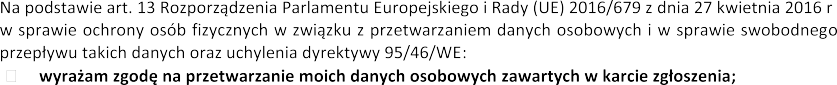 Na podstawie art. 13 Rozporządzenia Parlamentu Europejskiego i Rady (UE) 2016/679 z dnia 27 kwietnia 2016 r
w sprawie ochrony osób fizycznych w związku z przetwarzaniem danych osobowych i w sprawie swobodnego
przepływu takich danych oraz uchylenia dyrektywy 95/46/WE:
wyrażam zgodę na przetwarzanie moich danych osobowych zawartych w karcie zgłoszenia;